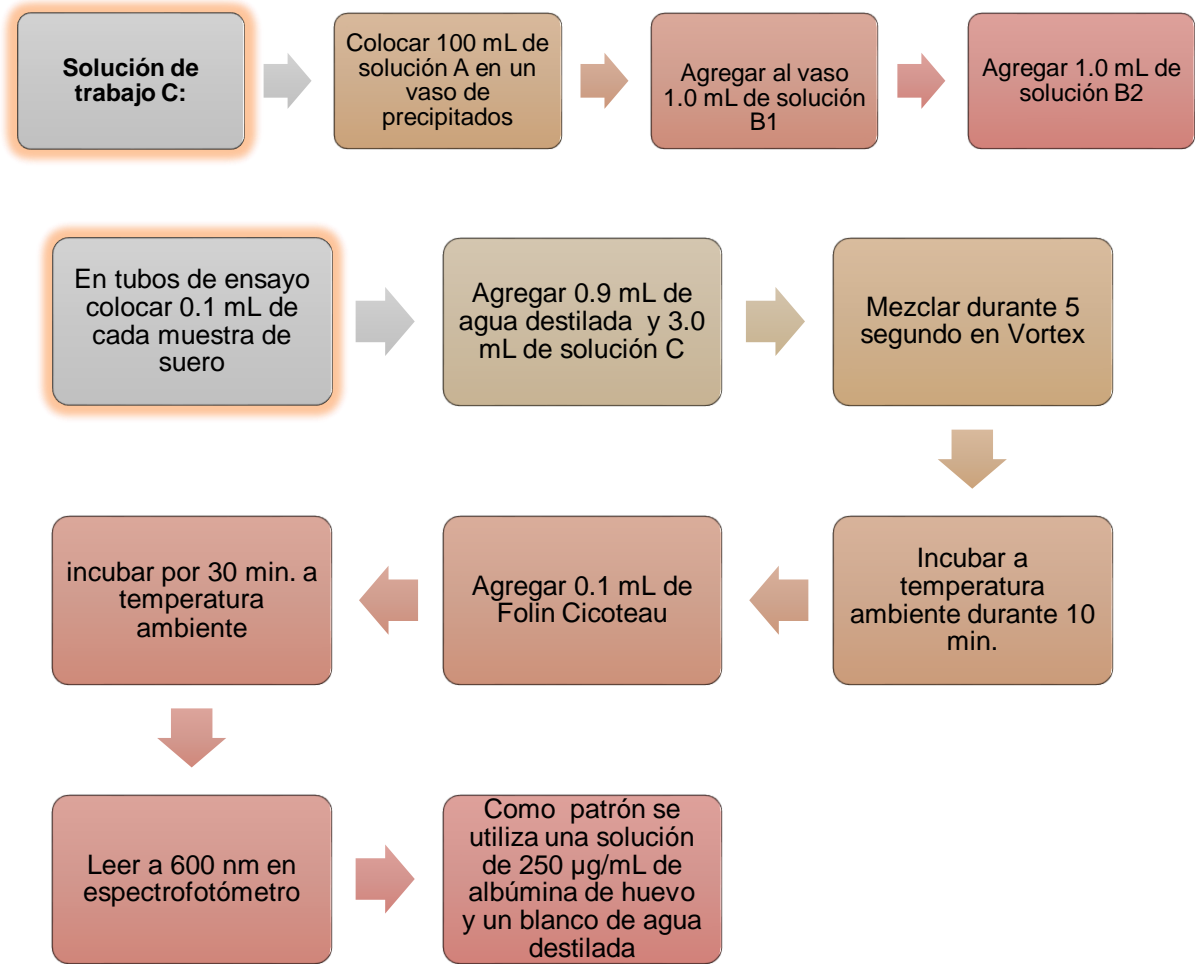 Solución de
trabajo C:
Colocar 100 mL de
solución A en un
vaso de
precipitados
Agregar al vaso
1.0 mL de solución
B1
Agregar 1.0 mL de
solución B2
En tubos de ensayo
colocar 0.1 mL de
cada muestra de
suero
Agregar 0.9 mL de
agua destilada y 3.0
mL de solución C
Mezclar durante 5
segundo en Vortex
Incubar a
temperatura
ambiente durante 10
min.
Agregar 0.1 mL de
Folin Cicoteau
incubar por 30 min. a
temperatura
ambiente
Leer a 600 nm en
espectrofotómetro
Como patrón se
utiliza una solución
de 250 µg/mL de
albúmina de huevo
y un blanco de agua
destilada